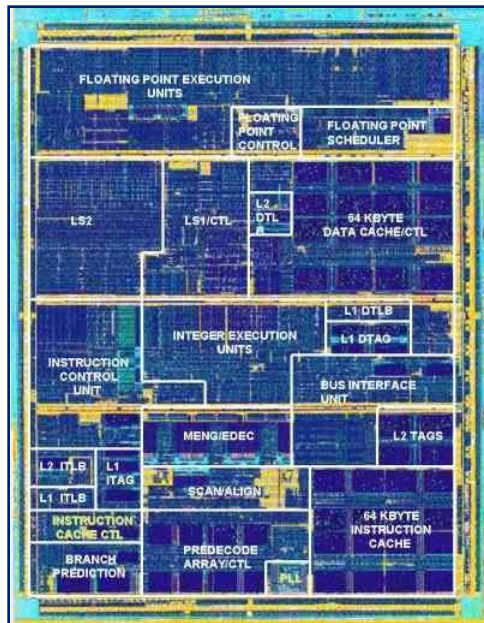 FLOATING POINT EXECUTION
UNITS
FLOATING
POINT
CONTROL
FLOATING POINT
SCHEDULER
LS2
LS1/CTL
L2
DTL
B
64 KBYTE
DATA CACHE/CTL
INSTRUCTION
CONTROL
UNIT
INTEGER EXECUTION
UNITS
L1 DTLB
L1 DTAG
BUS INTERFACE
UNIT
MENG/EDEC
L2 TAGS
L2 ITLB
L1
ITAG
L1 ITLB
SCAN/ALIGN
INSTRUCTION
CACHE CTL
64 KBYTE
INSTRUCTION
CACHE
BRANCH
PREDICTION
PREDECODE
ARRAY/CTL
PLL